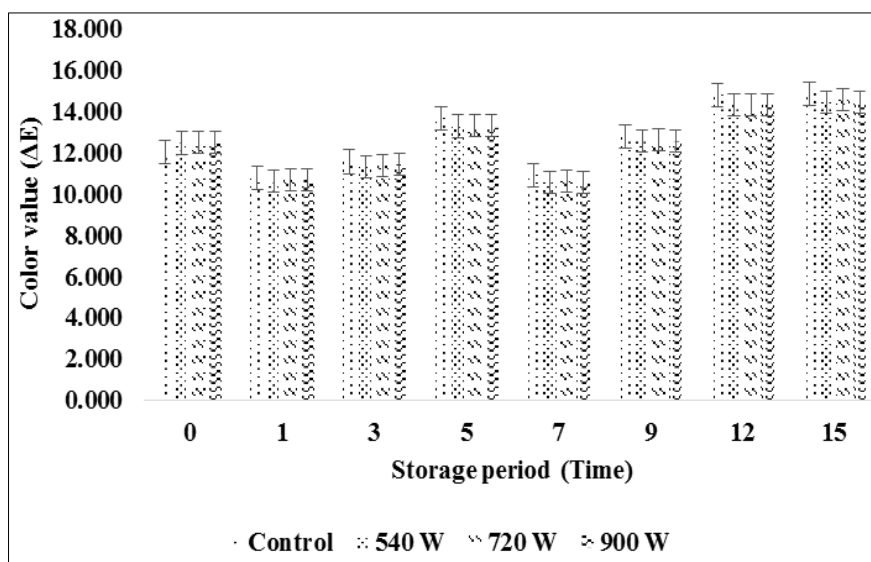 18.000
16.000
14.000
12.000
10.000
8.000
6.000
4.000
2.000
0.000
Color value (ΔE)
0 1 3 5 7 9 12 15
Storage period (Time)
Control 540 W 720 W 900 W